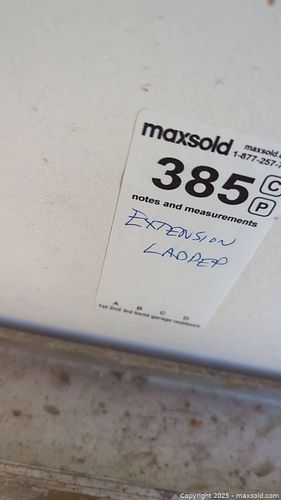 maxsold maxsold.
1-877-257-
385 C
P
notes and measurements
EXTENSION
LADDER
A B C D
1st 2nd 3rd bsmt garage outdoors
Copyright © 2025 - maxsold.com